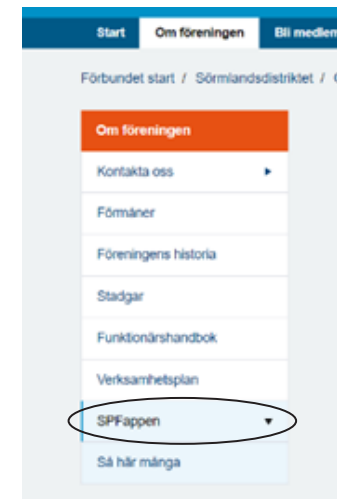 Start Om föreningen Bli medlem
Förbundet start / Sörmlandsdistriktet /
Om föreningen
Kontakta oss
Förmåner
Föreningens historia
Stadgar
Funktionärshandbok
Verksamhetsplan
SPFappen
Så här många